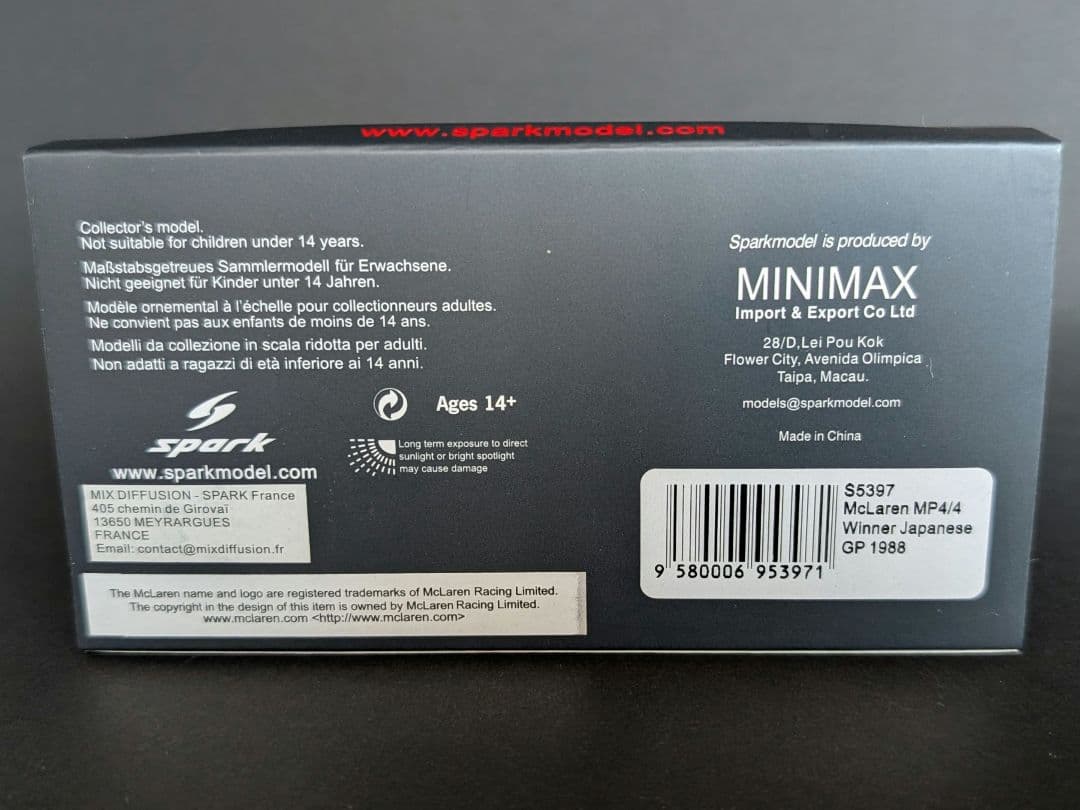 www.sparkmodel.com
Collector's model.
Not suitable for children under 14 years.
Maßstabsgetreues Sammlermodell für Erwachsene.
Nicht geeignet für Kinder unter 14 Jahren.
Modèle ornemental à l'échelle pour collectionneurs adultes.
Ne convient pas aux enfants de moins de 14 ans.
Modelli da collezione in scala ridotta per adulti.
Non adatti a ragazzi di età inferiore ai 14 anni.
spark
www.sparkmodel.com
Ages 14+
Long term exposure to direct
sunlight or bright spotlight
may cause damage
MIX DIFFUSION - SPARK France
405 chemin de Girovaï
13650 MEYRARGUES
FRANCE
Email: contact@mixdiffusion.fr
The McLaren name and logo are registered trademarks of McLaren Racing Limited.
The copyright in the design of this item is owned by McLaren Racing Limited.
www.mclaren.com <http://www.mclaren.com>
Sparkmodel is produced by
MINIMAX
Import & Export Co Ltd
28/D,Lei Pou Kok
Flower City, Avenida Olímpica
Taipa, Macau.
models@sparkmodel.com
Made in China
S5397
McLaren MP4/4
Winner Japanese
GP 1988
9 580006 953971